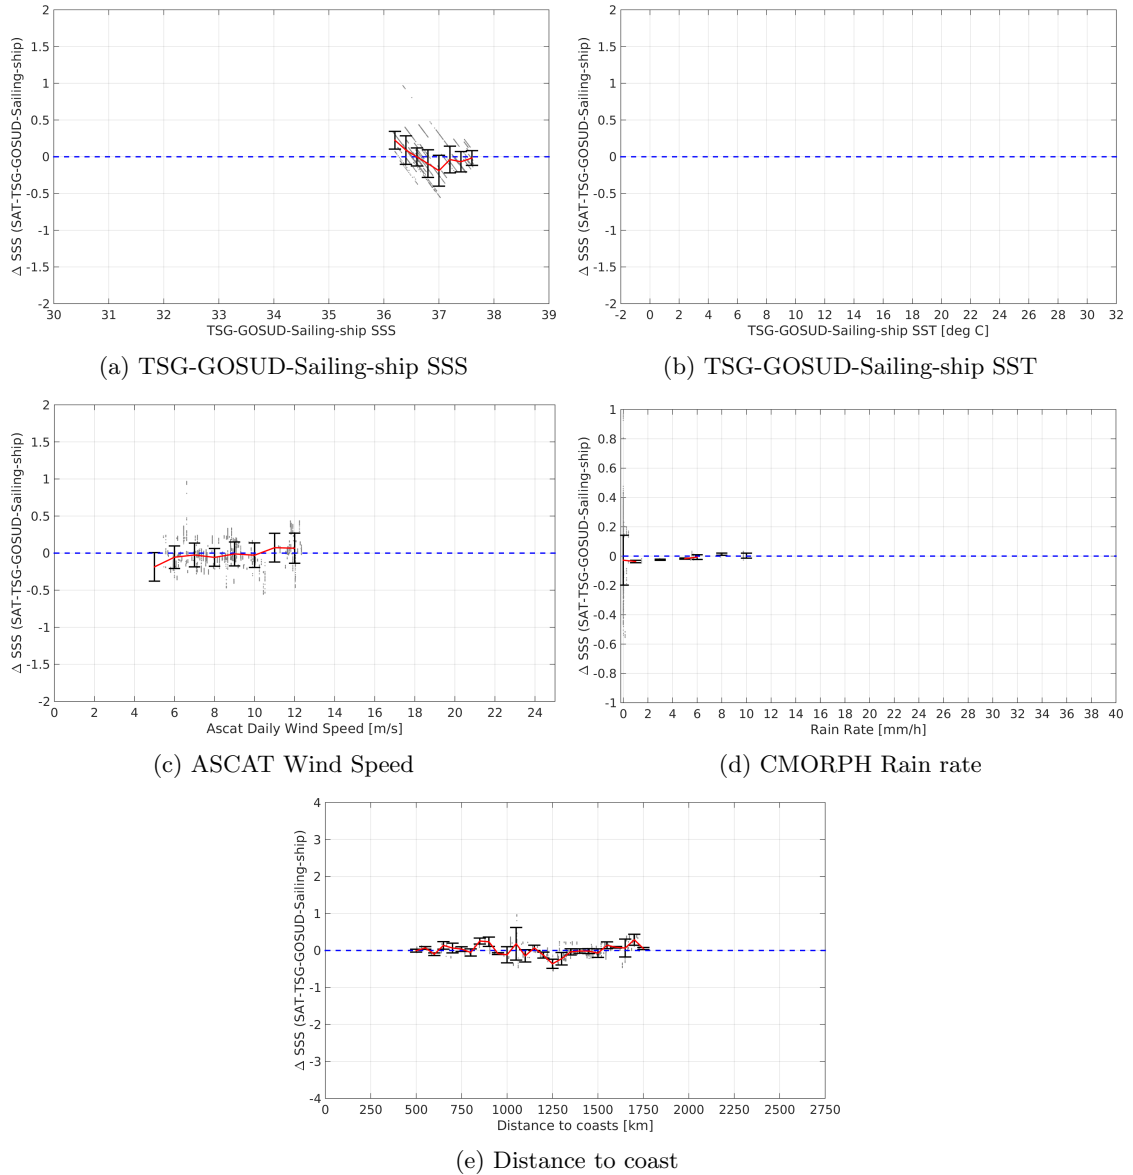 2
1.5
1
0.5
0
-0.5
-1
-1.5
-2
30 31 32 33 34 35 36 37 38 39
TSG-GOSUD-Sailing-ship SSS
Δ SSS (SAT-TSG-GOSUD-Sailing-ship)
(a) TSG-GOSUD-Sailing-ship SSS
2
1.5
1
0.5
0
-0.5
-1
-1.5
-2
-2 0 2 4 6 8 10 12 14 16 18 20 22 24 26 28 30 32
TSG-GOSUD-Sailing-ship SST [deg C]
Δ SSS (SAT-TSG-GOSUD-Sailing-ship)
(b) TSG-GOSUD-Sailing-ship SST
2
1.5
1
0.5
0
-0.5
-1
-1.5
-2
0 2 4 6 8 10 12 14 16 18 20 22 24
Ascat Daily Wind Speed [m/s]
Δ SSS (SAT-TSG-GOSUD-Sailing-ship)
(c) ASCAT Wind Speed
1
0.8
0.6
0.4
0.2
0
-0.2
-0.4
-0.6
-0.8
-1
0 2 4 6 8 10 12 14 16 18 20 22 24 26 28 30 32 34 36 38 40
Rain Rate [mm/h]
Δ SSS (SAT-TSG-GOSUD-Sailing-ship)
(d) CMORPH Rain rate
4
3
2
1
0
-1
-2
-3
-4
0 250 500 750 1000 1250 1500 1750 2000 2250 2500 2750
Distance to coasts [km]
Δ SSS (SAT-TSG-GOSUD-Sailing-ship)
(e) Distance to coast